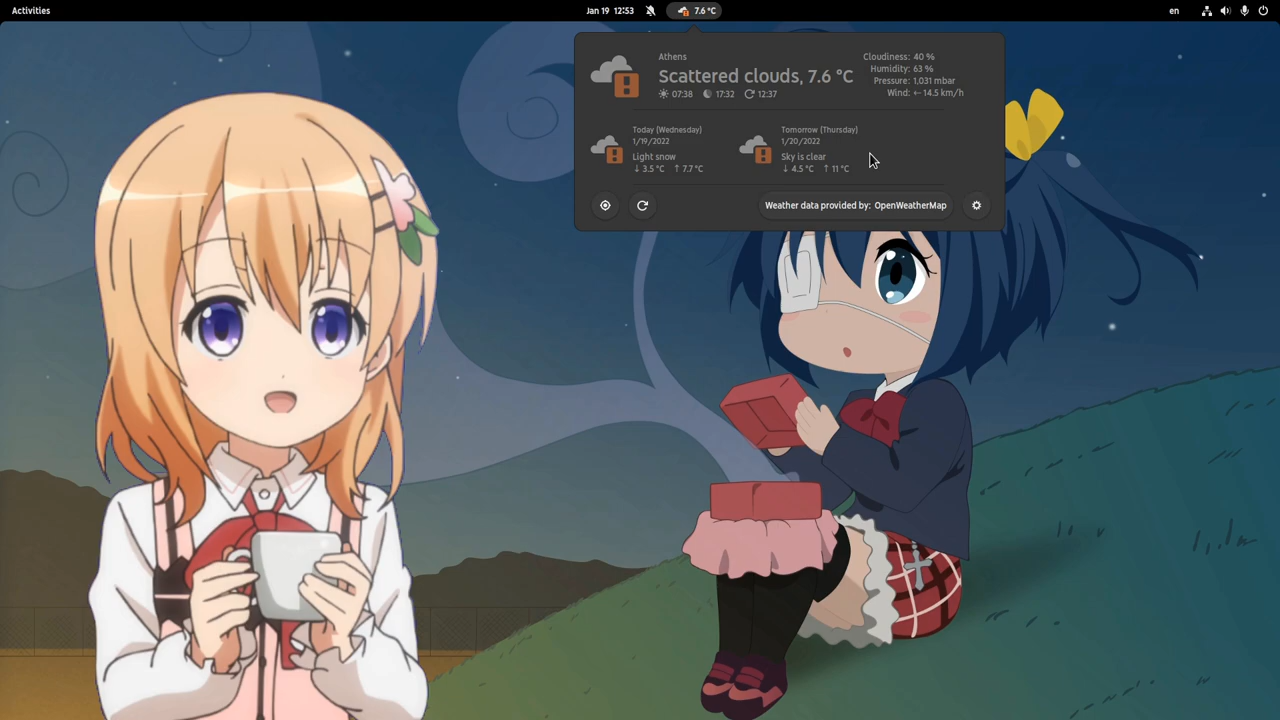 Activities
Jan 19 12:53
7.6 °C
en
Athens
Scattered clouds, 7.6 °C
07:38 17:32 12:37
Cloudiness: 40 %
Humidity: 63 %
Pressure: 1,031 mbar
Wind: ← 14.5 km/h
Today (Wednesday)
1/19/2022
Light snow
↓ 3.5 °C ↑ 7.7 °C
Tomorrow (Thursday)
1/20/2022
Sky is clear
↓ 4.5 °C ↑ 11 °C
Weather data provided by: OpenWeatherMap